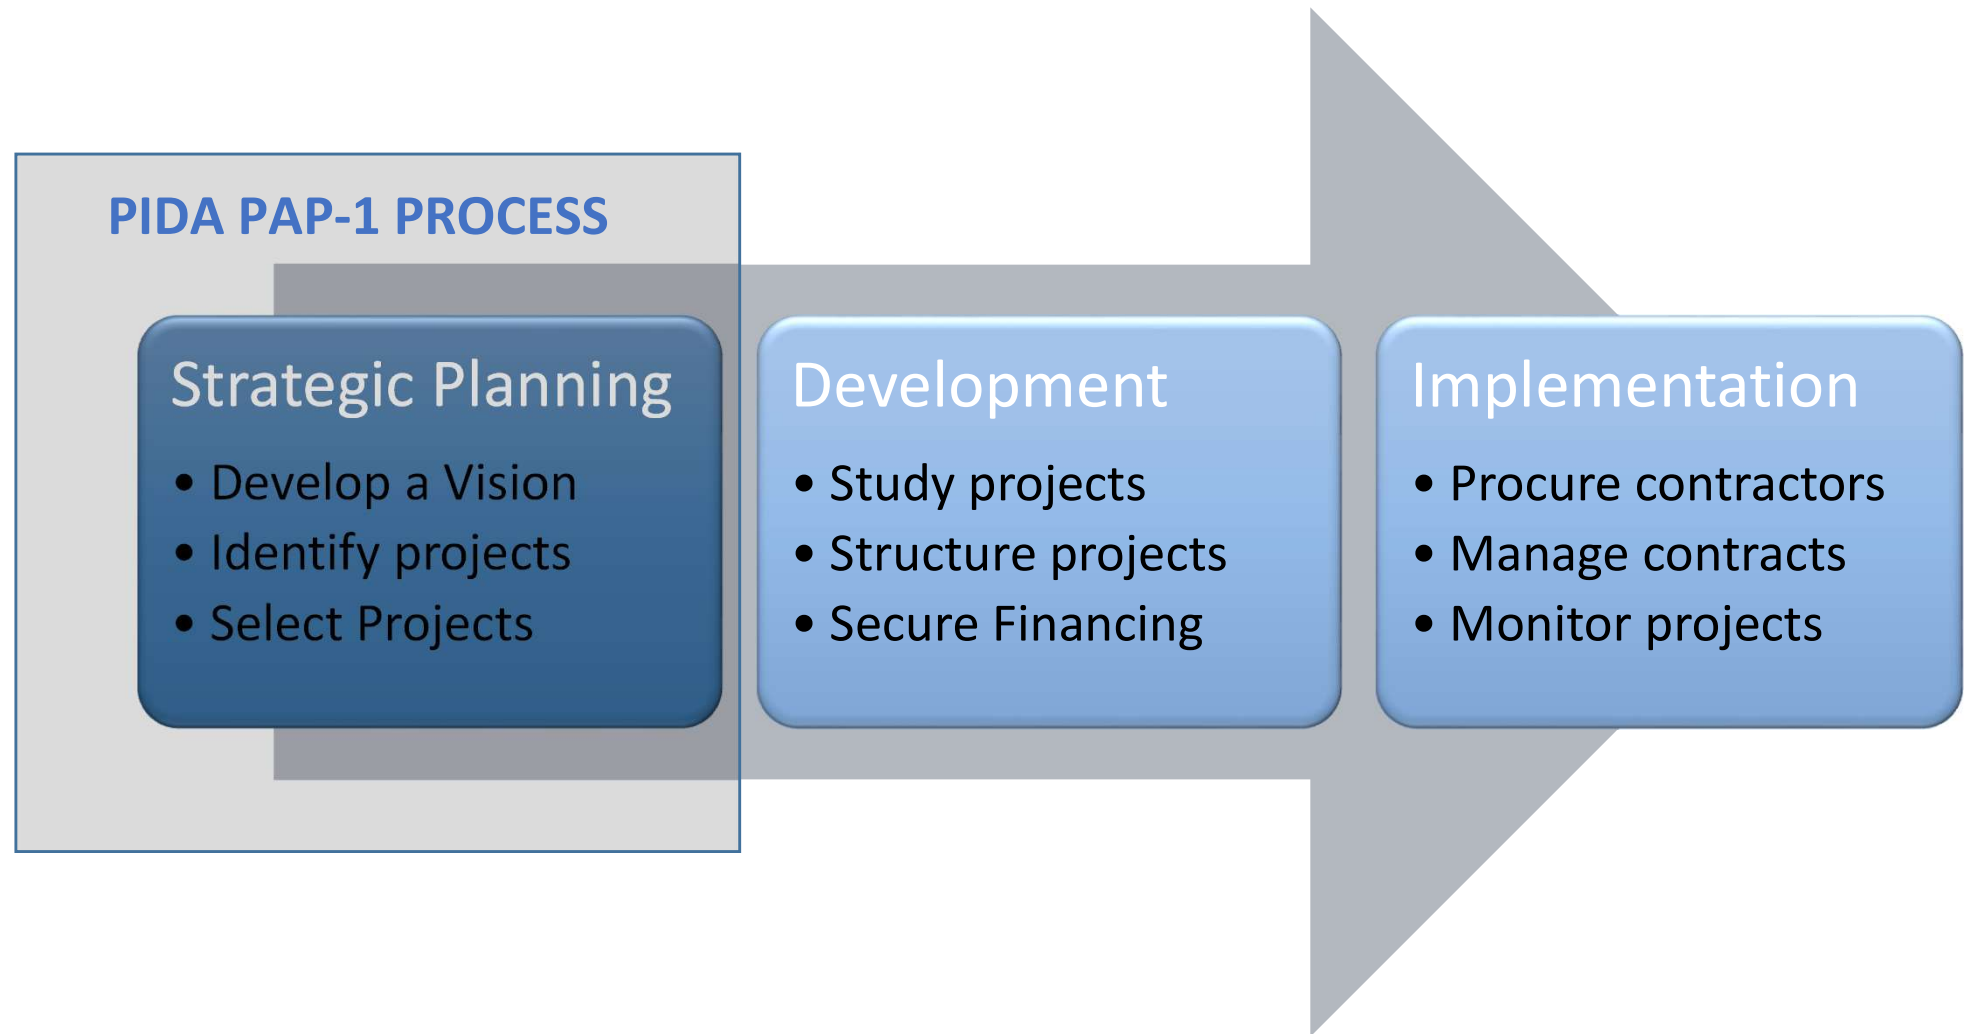 PIDA PAP-1 PROCESS
Strategic Planning
• Develop a Vision
• Identify projects
• Select Projects
Development
• Study projects
• Structure projects
• Secure Financing
Implementation
• Procure contractors
• Manage contracts
• Monitor projects